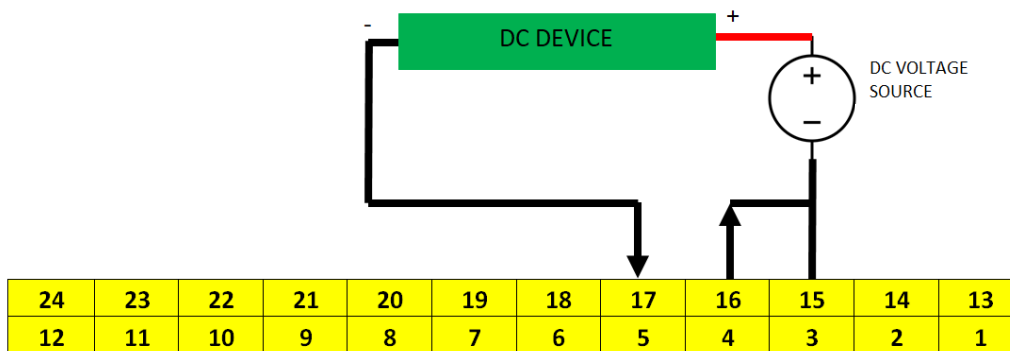 - DC DEVICE +
DC VOLTAGE
SOURCE
+
−
24 23 22 21 20 19 18 17 16 15 14 13
12 11 10 9 8 7 6 5 4 3 2 1